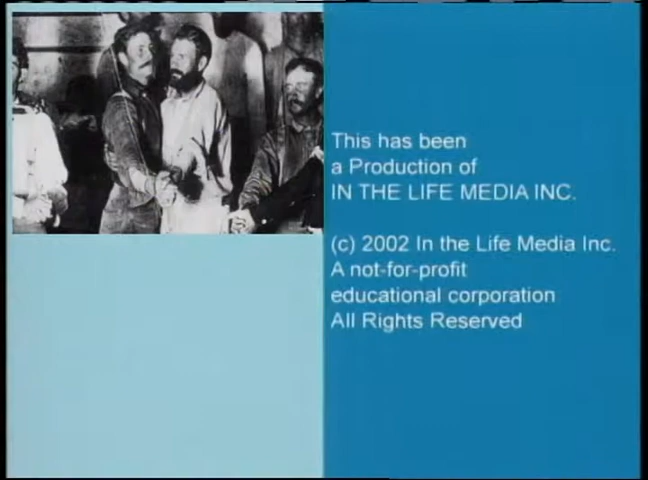 This has been
a Production of
IN THE LIFE MEDIA INC.
(c) 2002 In the Life Media Inc.
A not-for-profit
educational corporation
All Rights Reserved